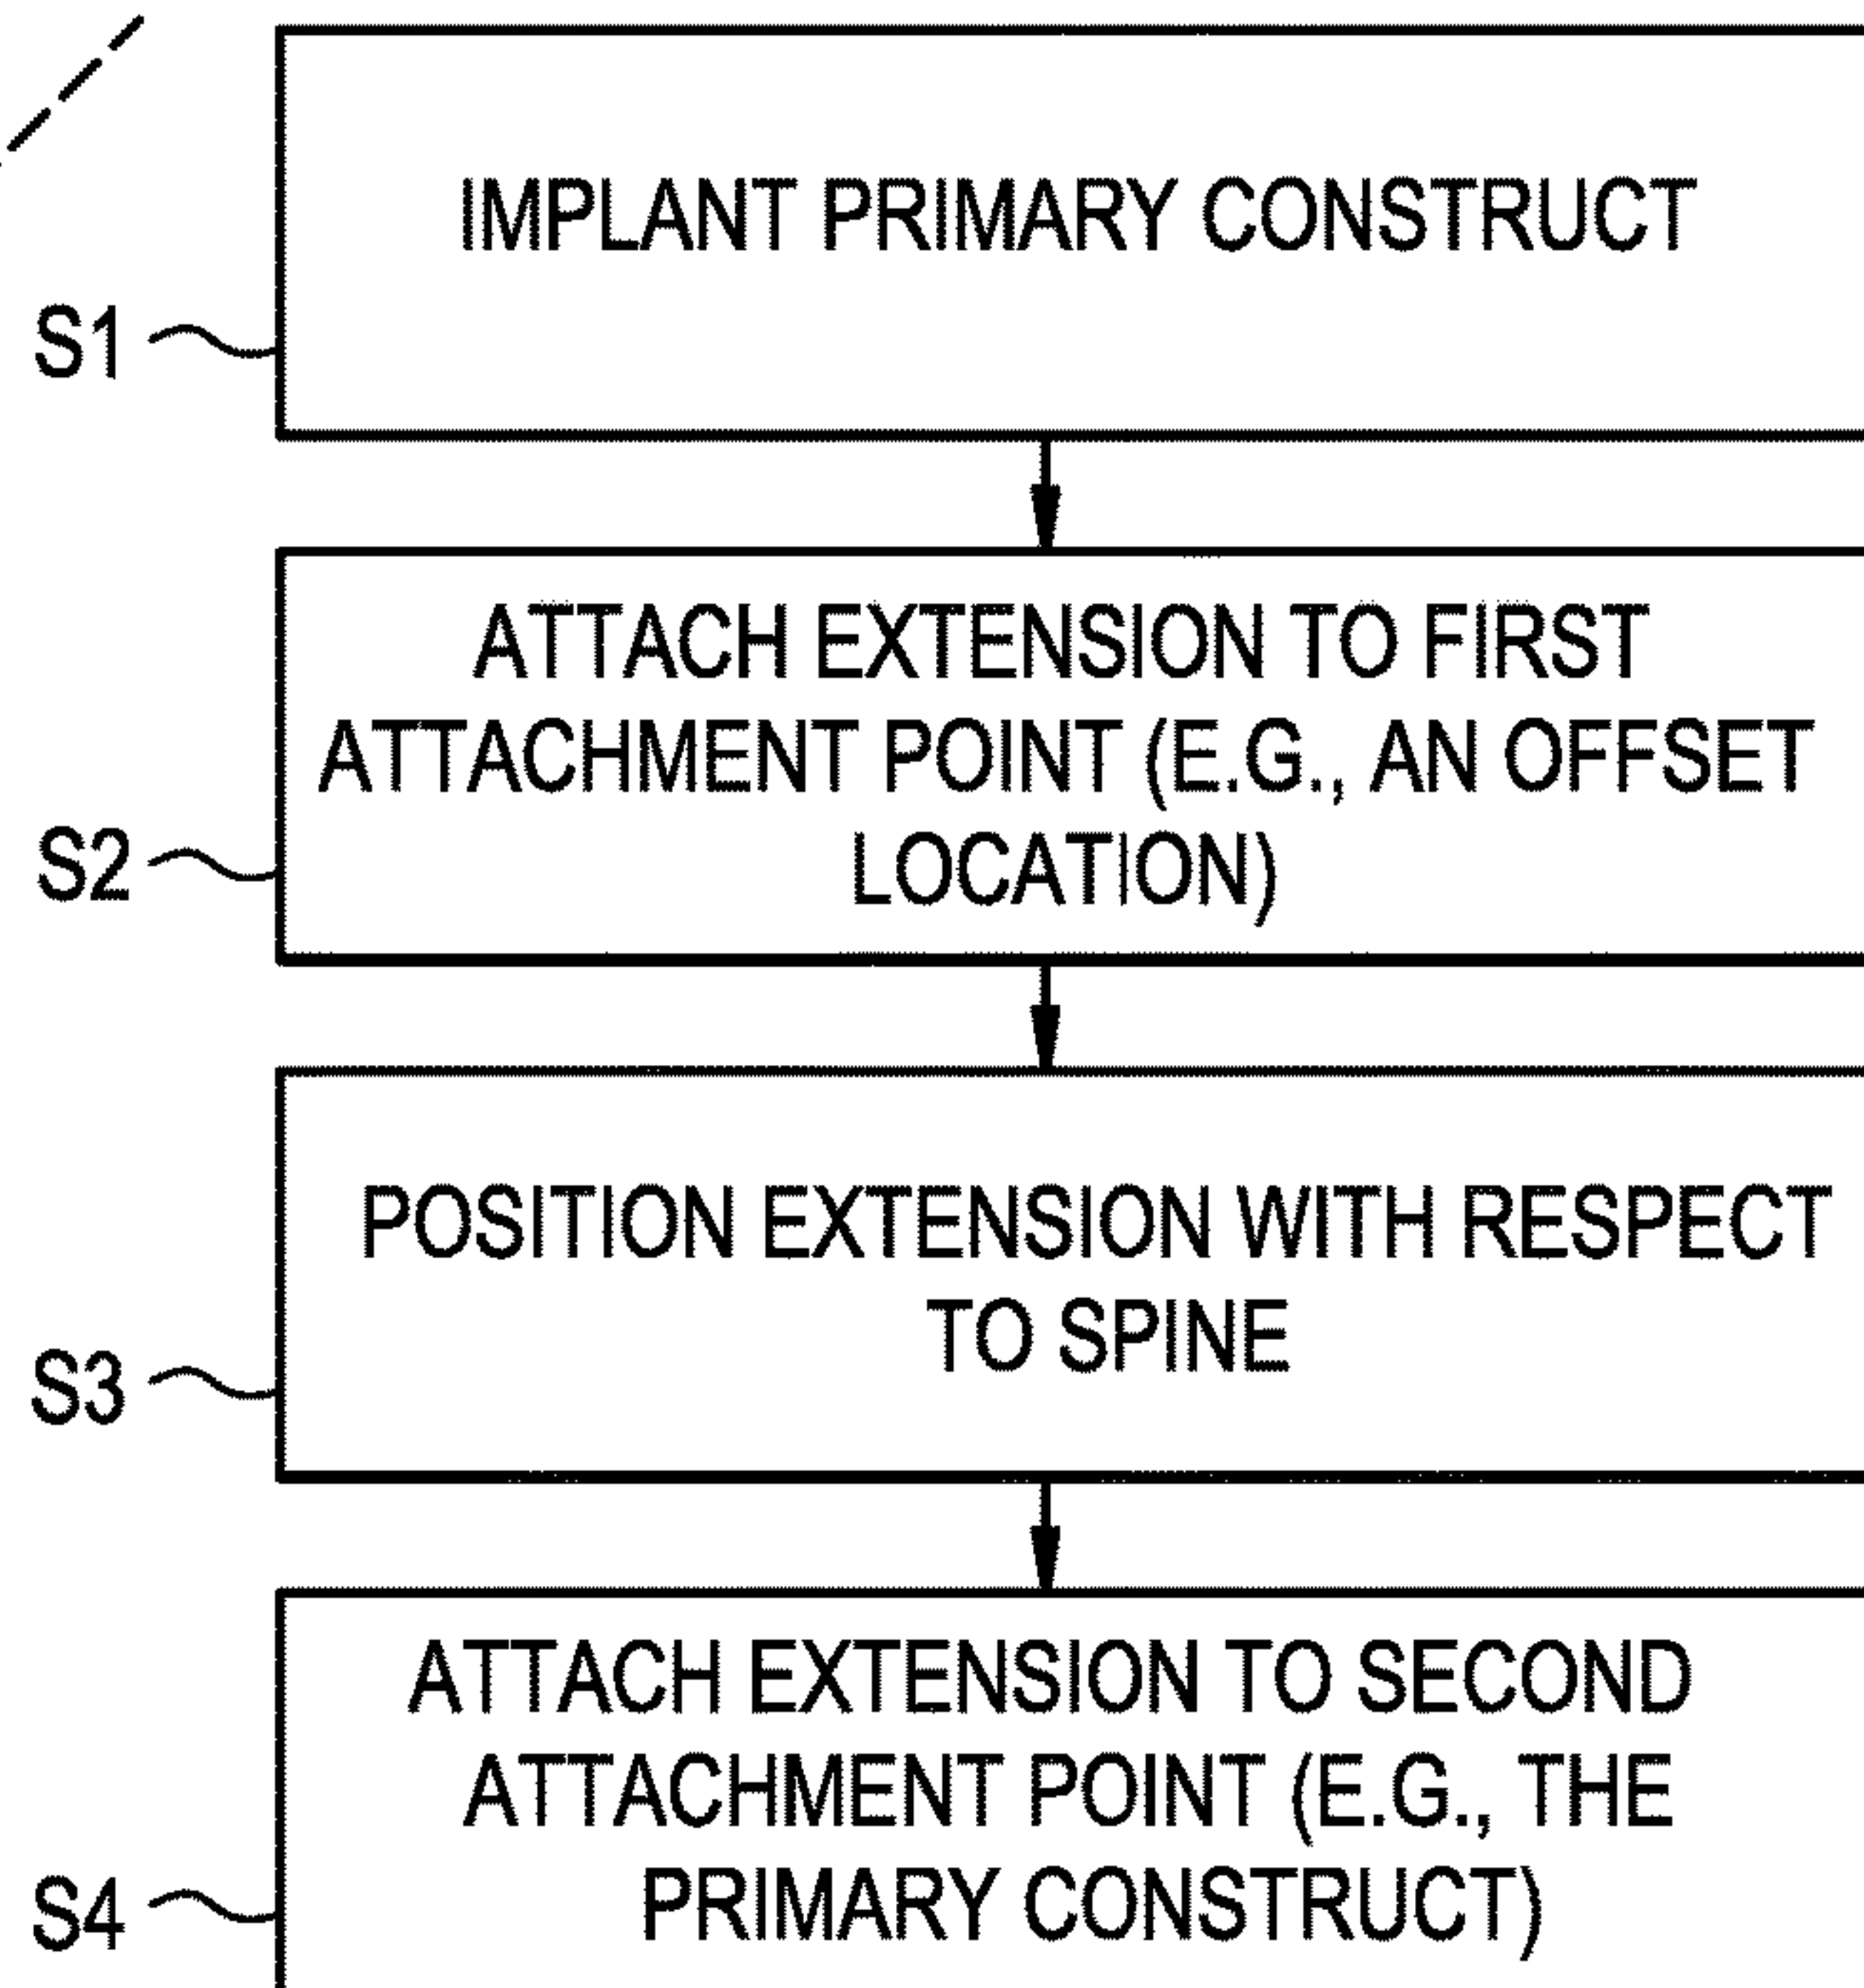 IMPLANT PRIMARY CONSTRUCT
S1
ATTACH EXTENSION TO FIRST
ATTACHMENT POINT (E.G., AN OFFSET
LOCATION)
S2
POSITION EXTENSION WITH RESPECT
TO SPINE
S3
ATTACH EXTENSION TO SECOND
ATTACHMENT POINT (E.G., THE
PRIMARY CONSTRUCT)
S4